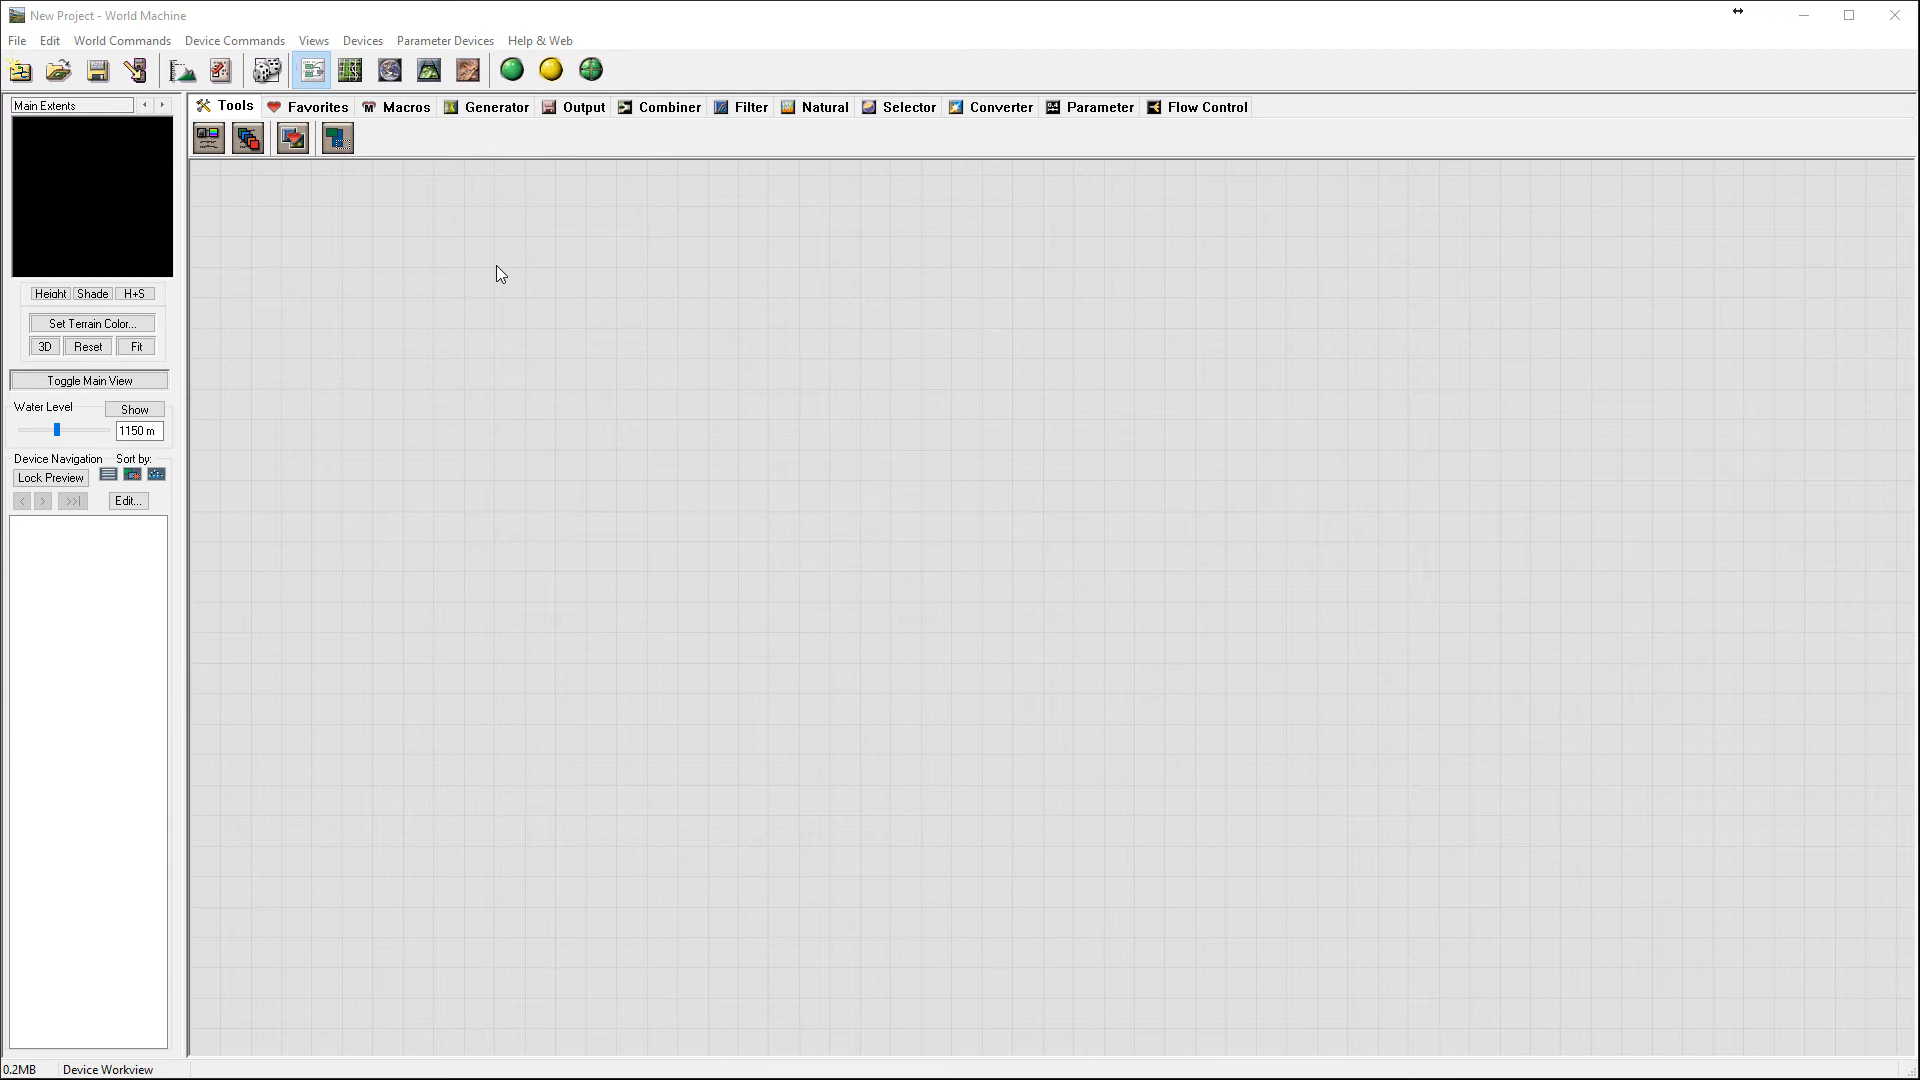 New Project - World Machine
File Edit World Commands Device Commands Views Devices Parameter Devices Help & Web
Main Extents
Tools Favorites Macros Generator Output Combiner Filter Natural Selector Converter Parameter Flow Control
Height Shade H+S
Set Terrain Color...
3D Reset Fit
Toggle Main View
Water Level Show
1150 m
Device Navigation Sort by:
Lock Preview
< > >>| Edit...
0.2MB Device Workview